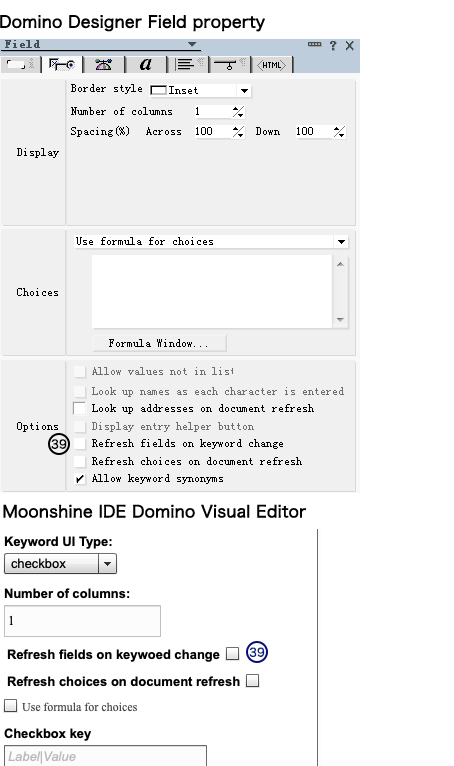 Domino Designer Field property
Field
? X
a
<HTML>
Display
Border style Inset
Number of columns 1
Spacing(%) Across 100 Down 100
Choices
Use formula for choices
Formula Window...
Options
Allow values not in list
Look up names as each character is entered
Look up addresses on document refresh
Display entry helper button
39 Refresh fields on keyword change
Refresh choices on document refresh
Allow keyword synonyms
Moonshine IDE Domino Visual Editor
Keyword UI Type:
checkbox
Number of columns:
1
Refresh fields on keywoed change 39
Refresh choices on document refresh
Use formula for choices
Checkbox key
Label|Value